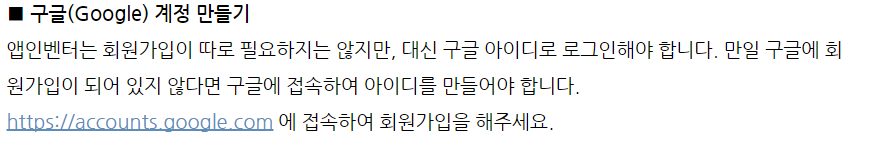 ■ 구글(Google) 계정 만들기
앱인벤터는 회원가입이 따로 필요하지는 않지만, 대신 구글 아이디로 로그인해야 합니다. 만일 구글에 회
원가입이 되어 있지 않다면 구글에 접속하여 아이디를 만들어야 합니다.
https://accounts.google.com 에 접속하여 회원가입을 해주세요.